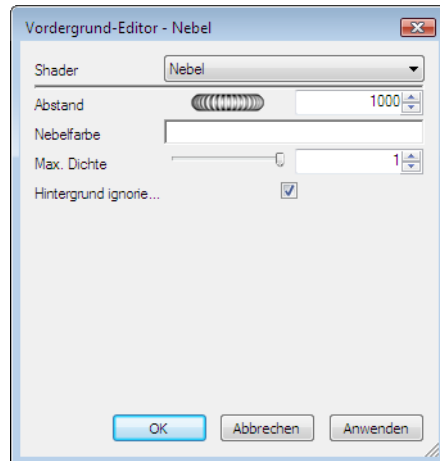 Vordergrund-Editor - Nebel
Shader Nebel
Abstand 1000
Nebelfarbe
Max. Dichte 1
Hintergrund ignorie...
OK Abbrechen Anwenden